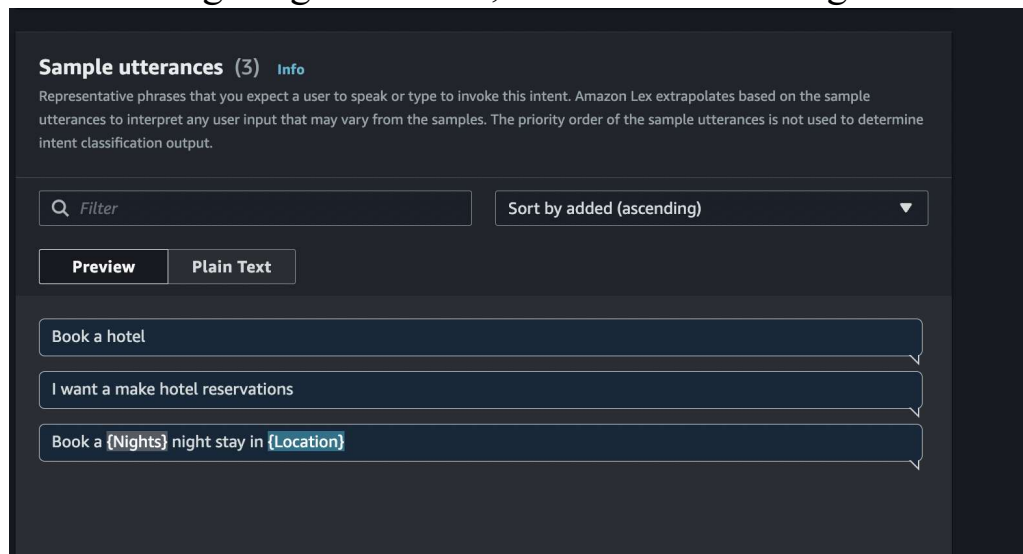 Sample utterances (3) Info
Representative phrases that you expect a user to speak or type to invoke this intent. Amazon Lex extrapolates based on the sample
utterances to interpret any user input that may vary from the samples. The priority order of the sample utterances is not used to determine
intent classification output.
Filter
Sort by added (ascending)
Preview
Plain Text
Book a hotel
I want a make hotel reservations
Book a {Nights} night stay in {Location}